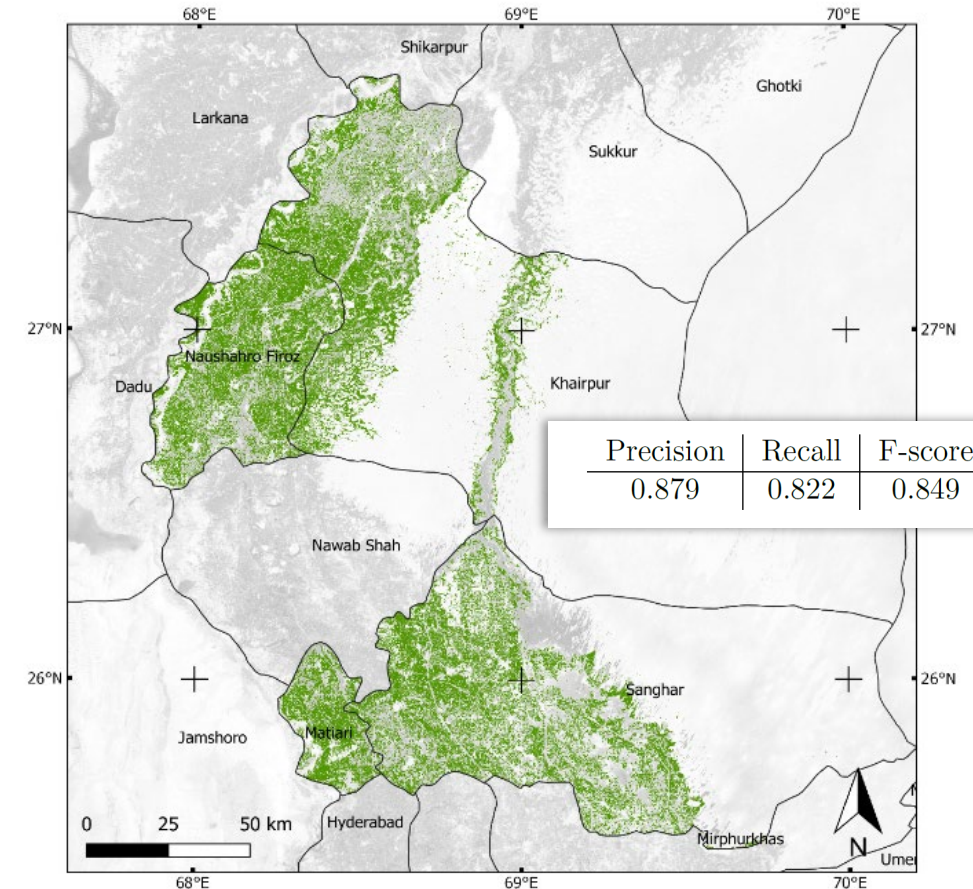 68°E 69°E 70°E
Shikarpur
Ghotki
Larkana
Sukkur
27°N 27°N
Naushahro Firoz
Dadu
Khairpur
Precision Recall F-score
0.879 0.822 0.849
Nawab Shah
26°N 26°N
Sanghar
Matiari
Jamshoro
0 25 50 km
Hyderabad
Mirphurkhas
N
Umer
68°E 69°E 70°E